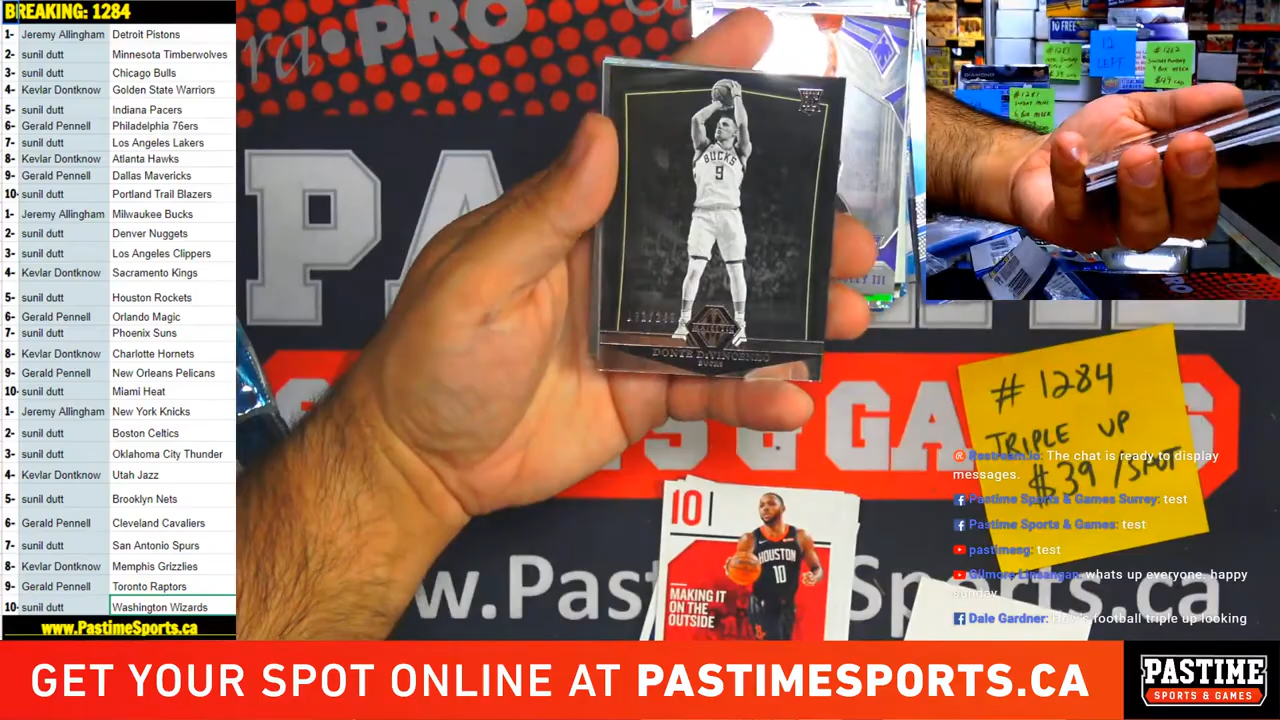 BREAKING: 1284
1- Jeremy Allingham Detroit Pistons
2- sunil dutt Minnesota Timberwolves
3- sunil dutt Chicago Bulls
4- Kevlar Dontknow Golden State Warriors
5- sunil dutt Indiana Pacers
6- Gerald Pennell Philadelphia 76ers
7- sunil dutt Los Angeles Lakers
8- Kevlar Dontknow Atlanta Hawks
9- Gerald Pennell Dallas Mavericks
10- sunil dutt Portland Trail Blazers
1- Jeremy Allingham Milwaukee Bucks
2- sunil dutt Denver Nuggets
3- sunil dutt Los Angeles Clippers
4- Kevlar Dontknow Sacramento Kings
5- sunil dutt Houston Rockets
6- Gerald Pennell Orlando Magic
7- sunil dutt Phoenix Suns
8- Kevlar Dontknow Charlotte Hornets
9- Gerald Pennell New Orleans Pelicans
10- sunil dutt Miami Heat
1- Jeremy Allingham New York Knicks
2- sunil dutt Boston Celtics
3- sunil dutt Oklahoma City Thunder
4- Kevlar Dontknow Utah Jazz
5- sunil dutt Brooklyn Nets
6- Gerald Pennell Cleveland Cavaliers
7- sunil dutt San Antonio Spurs
8- Kevlar Dontknow Memphis Grizzlies
9- Gerald Pennell Toronto Raptors
10- sunil dutt Washington Wizards
www.PastimeSports.ca
PRO
BUCKS
9
MAJESTIC
DONTE DiVINCENZO
BUCKS
10
HOUSTON
10
MAKING IT
ON THE
OUTSIDE
12
LEFT
# 1284
TRIPLE UP
$39/SPOT
Restream.io: The chat is ready to display
messages.
Pastime Sports & Games Surrey: test
Pastime Sports & Games: test
pastimesg: test
Gilmore Linsangan: whats up everyone. happy
sunday
Dale Gardner: football triple up looking
w.Pas Sports.ca
GET YOUR SPOT ONLINE AT PASTIMESPORTS.CA
PASTIME
SPORTS & GAMES